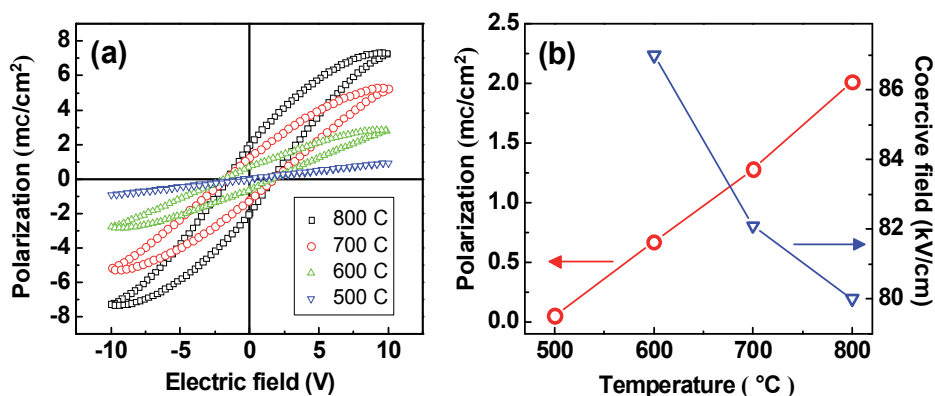 (a)
Polarization (mc/cm²)
8
6
4
2
0
-2
-4
-6
-8
-10
-5
0
5
10
Electric field (V)
800 C
700 C
600 C
500 C
(b)
Polarization (mc/cm²)
2.5
2.0
1.5
1.0
0.5
0.0
500
600
700
800
Temperature ( °C)
86
84
82
80
Coercive field (kV/cm)